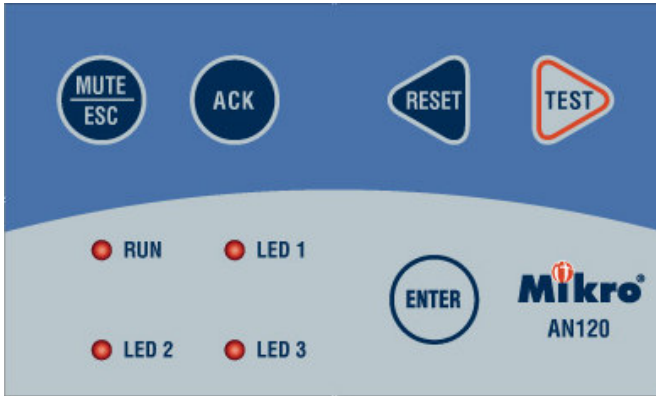 MUTE
ESC
ACK
RESET
TEST
RUN
LED 1
ENTER
Mikro®
AN120
LED 2
LED 3